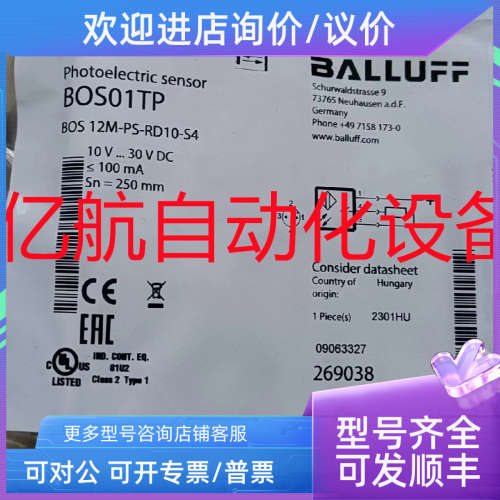 欢迎进店询价/议价
Photoelectric sensor
BOS01TP
BOS 12M-PS-RD10-S4
10 V ... 30 V DC
≤ 100 mA
Sn = 250 mm
BALLUFF
Schurwaldstrasse 9
73765 Neuhausen a.d.F.
Germany
Phone +49 7158 173-0
www.balluff.com
亿航自动化设备
Consider datasheet
Country of Hungary
origin:
1 Piece(s) 2301HU
09063327
269038
CE
EAC
UL
LISTED
IND. CONT. EQ.
81U2
Class 2 Type 1
更多型号咨询店铺客服
可对公 可开专票/普票
型号齐全
可发顺丰